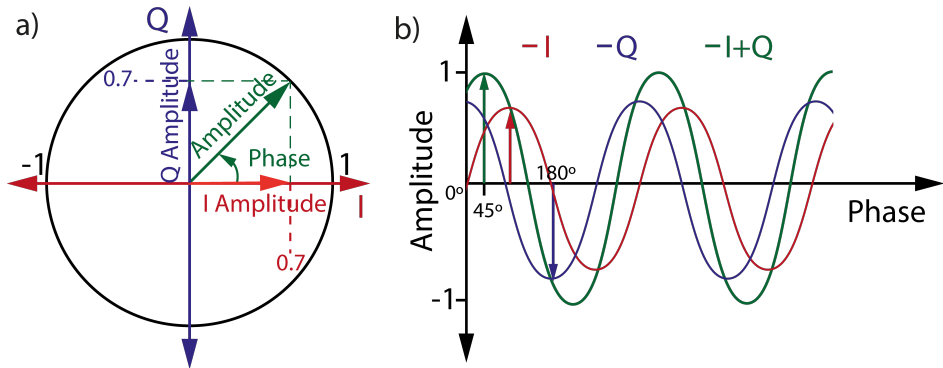 a)
Q
0.7
Q Amplitude
Amplitude
Phase
-1
1
I Amplitude
I
0.7
b)
–I –Q –I+Q
1
Amplitude
0º
45º
180º
Phase
-1